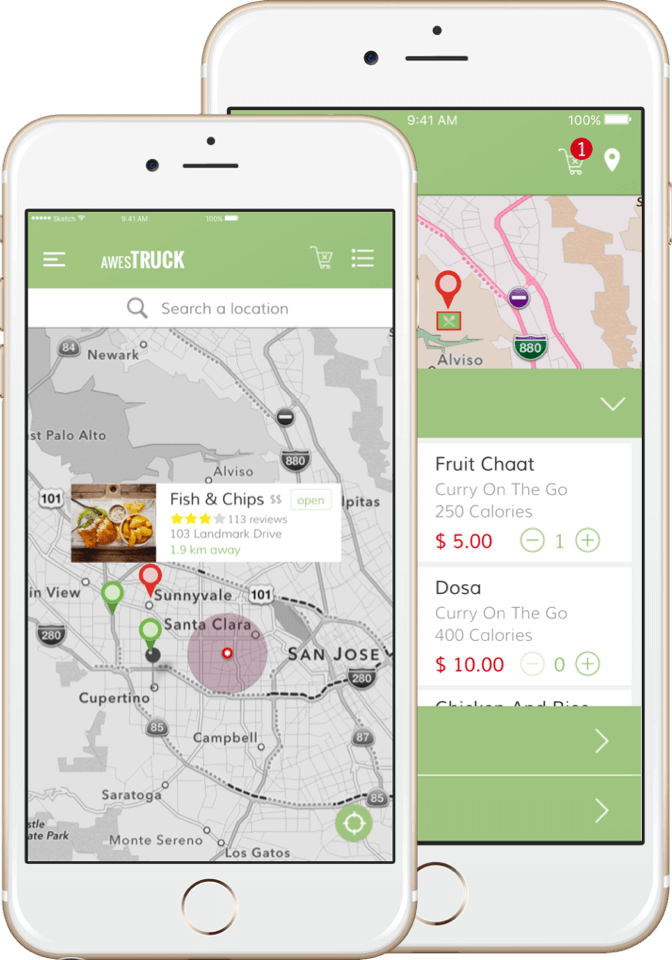 9:41 AM 100%
1
880
Alviso
Fruit Chaat
Curry On The Go
250 Calories
$ 5.00 1
Dosa
Curry On The Go
400 Calories
$ 10.00 0
Sketch 9:41 AM 100%
AWESTRUCK
Search a location
84
Newark
st Palo Alto
880
Alviso
101
lpitas
Fish & Chips $$ open
113 reviews
103 Landmark Drive
1.9 km away
in View
Sunnyvale
101
Santa Clara
280
SAN JOSE
280
Cupertino
85
Campbell
87
Saratoga
85
stle
ate Park
Monte Sereno
Los Gatos